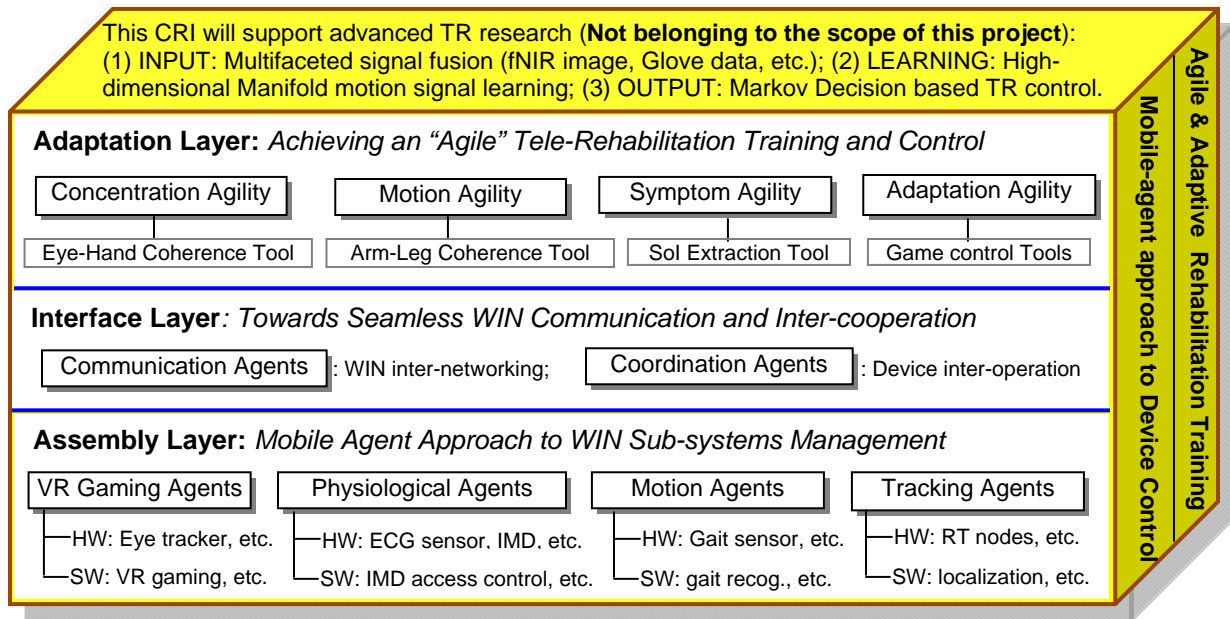 This CRI will support advanced TR research (Not belonging to the scope of this project):
(1) INPUT: Multifaceted signal fusion (fNIR image, Glove data, etc.); (2) LEARNING: High-
dimensional Manifold motion signal learning; (3) OUTPUT: Markov Decision based TR control.
Adaptation Layer: Achieving an “Agile” Tele-Rehabilitation Training and Control
Concentration Agility Motion Agility Symptom Agility Adaptation Agility
Eye-Hand Coherence Tool Arm-Leg Coherence Tool SoI Extraction Tool Game control Tools
Interface Layer: Towards Seamless WIN Communication and Inter-cooperation
Communication Agents : WIN inter-networking; Coordination Agents : Device inter-operation
Assembly Layer: Mobile Agent Approach to WIN Sub-systems Management
VR Gaming Agents Physiological Agents Motion Agents Tracking Agents
HW: Eye tracker, etc. HW: ECG sensor, IMD, etc. HW: Gait sensor, etc. HW: RT nodes, etc.
SW: VR gaming, etc. SW: IMD access control, etc. SW: gait recog., etc. SW: localization, etc.
Mobile-agent approach to Device Control
Agile & Adaptive Rehabilitation Training